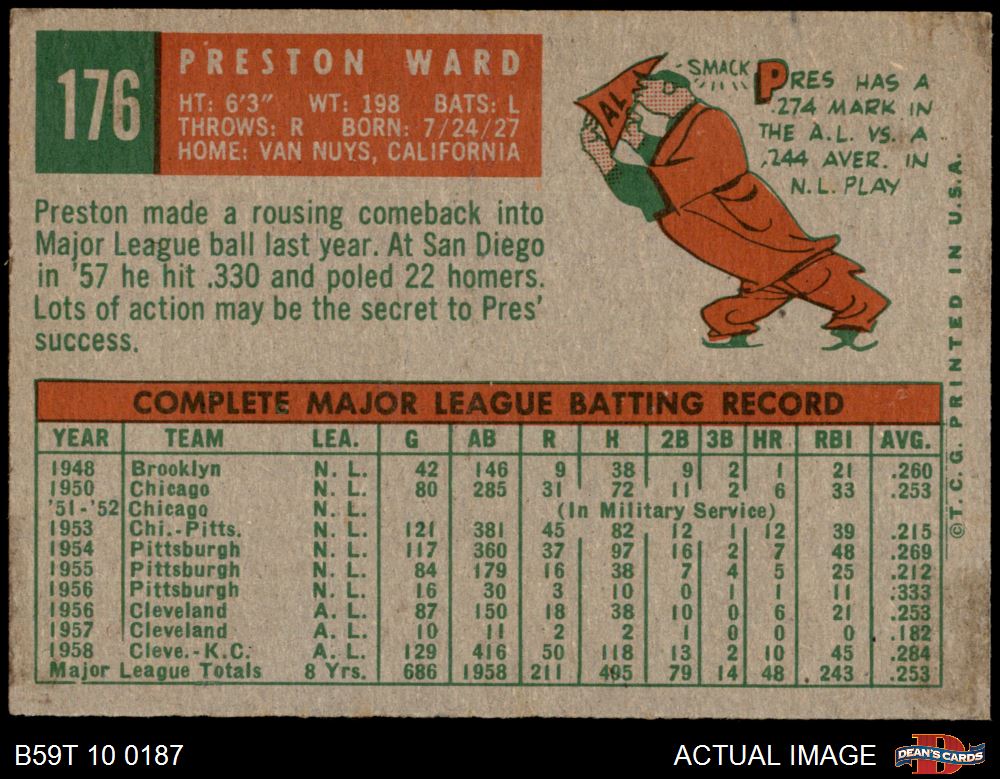 176
PRESTON WARD
HT: 6'3" WT: 198 BATS: L
THROWS: R BORN: 7/24/27
HOME: VAN NUYS, CALIFORNIA
SMACK
AL
PRES HAS A
.274 MARK IN
THE A.L. VS. A
.244 AVER. IN
N.L. PLAY
Preston made a rousing comeback into
Major League ball last year. At San Diego
in '57 he hit .330 and poled 22 homers.
Lots of action may be the secret to Pres'
success.
COMPLETE MAJOR LEAGUE BATTING RECORD
YEAR TEAM LEA. G AB R H 2B 3B HR RBI AVG.
1948 Brooklyn N. L. 42 146 9 38 9 2 1 21 .260
1950 Chicago N. L. 80 285 31 72 11 2 6 33 .253
'51-'52 Chicago N. L. (In Military Service)
1953 Chi.-Pitts. N. L. 121 381 45 82 12 1 12 39 .215
1954 Pittsburgh N. L. 117 360 37 97 16 2 7 48 .269
1955 Pittsburgh N. L. 84 179 16 38 7 4 5 25 .212
1956 Pittsburgh N. L. 16 30 3 10 0 1 1 11 .333
1956 Cleveland A. L. 87 150 18 38 10 0 6 21 .253
1957 Cleveland A. L. 10 11 2 2 1 0 0 0 .182
1958 Cleve.-K.C. A. L. 129 416 50 118 13 2 10 45 .284
Major League Totals 8 Yrs. 686 1958 211 495 79 14 48 243 .253
©T. C. G. PRINTED IN U.S.A.
B59T 10 0187
ACTUAL IMAGE
DEAN'S CARDS